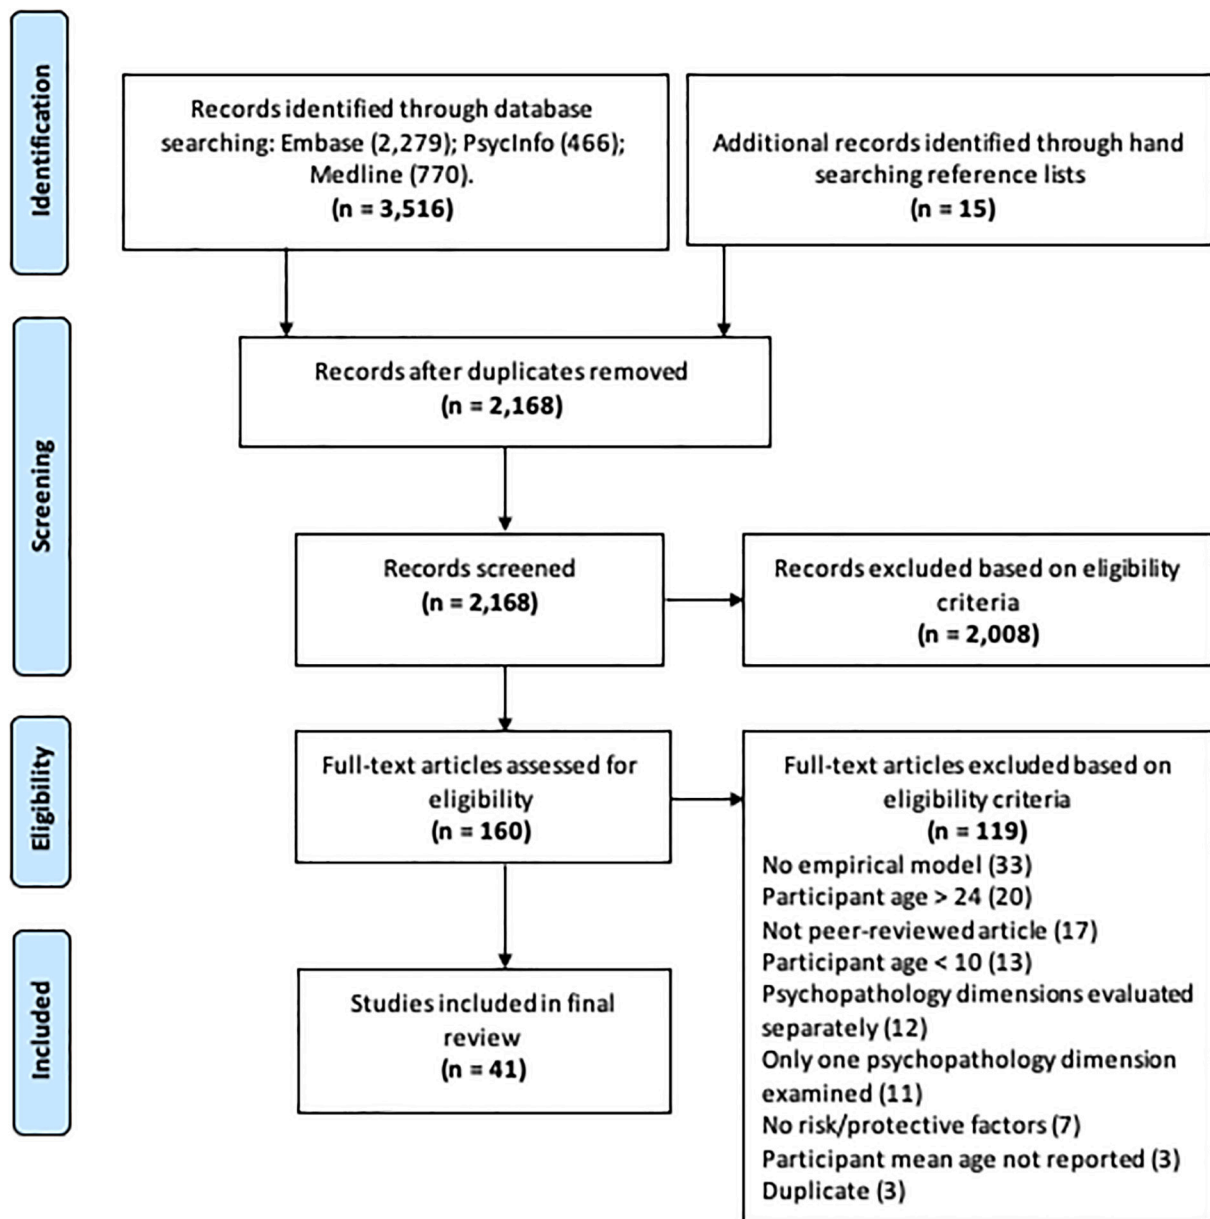 Identification
Records identified through database
searching: Embase (2,279); PsycInfo (466);
Medline (770).
(n = 3,516)
Additional records identified through hand
searching reference lists
(n = 15)
Screening
Records after duplicates removed
(n = 2,168)
Records screened
(n = 2,168)
Records excluded based on eligibility
criteria
(n = 2,008)
Eligibility
Full-text articles assessed for
eligibility
(n = 160)
Full-text articles excluded based on
eligibility criteria
(n = 119)
No empirical model (33)
Participant age > 24 (20)
Not peer-reviewed article (17)
Participant age < 10 (13)
Psychopathology dimensions evaluated
separately (12)
Only one psychopathology dimension
examined (11)
No risk/protective factors (7)
Participant mean age not reported (3)
Duplicate (3)
Included
Studies included in final
review
(n = 41)